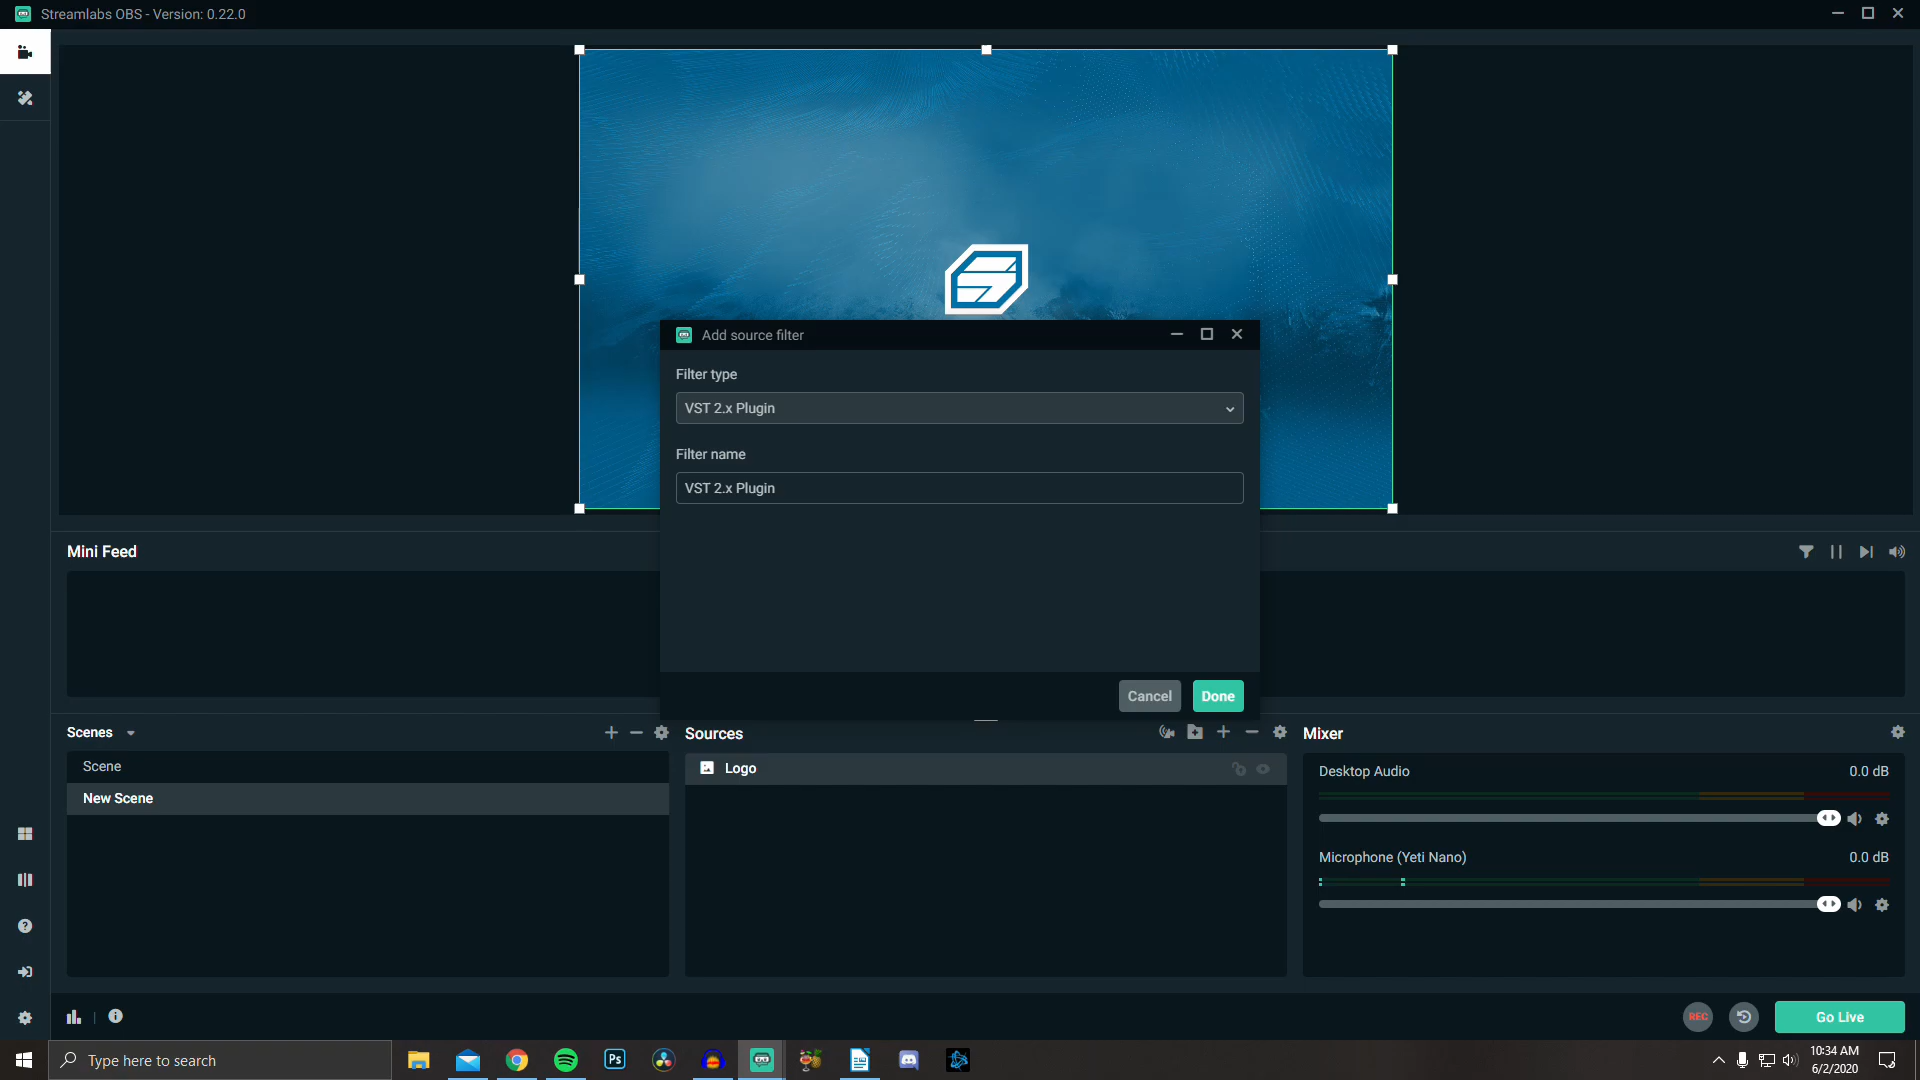 Streamlabs OBS - Version: 0.22.0
Add source filter
Filter type
VST 2.x Plugin
Filter name
VST 2.x Plugin
Mini Feed
Cancel
Done
Scenes
Sources
Mixer
Scene
New Scene
Logo
Desktop Audio
0.0 dB
Microphone (Yeti Nano)
0.0 dB
REC
Go Live
Type here to search
Ps
10:34 AM
6/2/2020